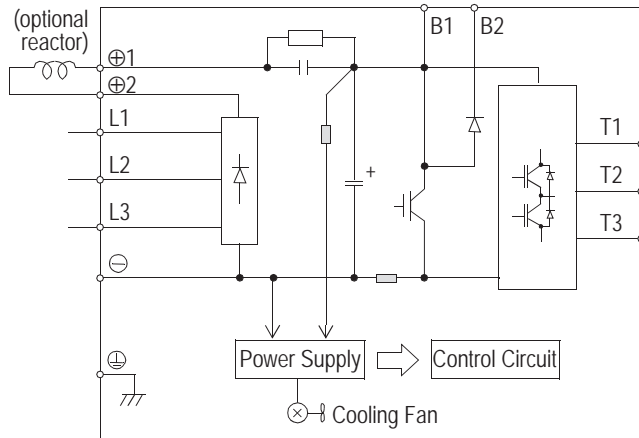 (optional
reactor)
⊕1
⊕2
L1
L2
L3
⊖
B1
B2
+
T1
T2
T3
Power Supply
Control Circuit
Cooling Fan